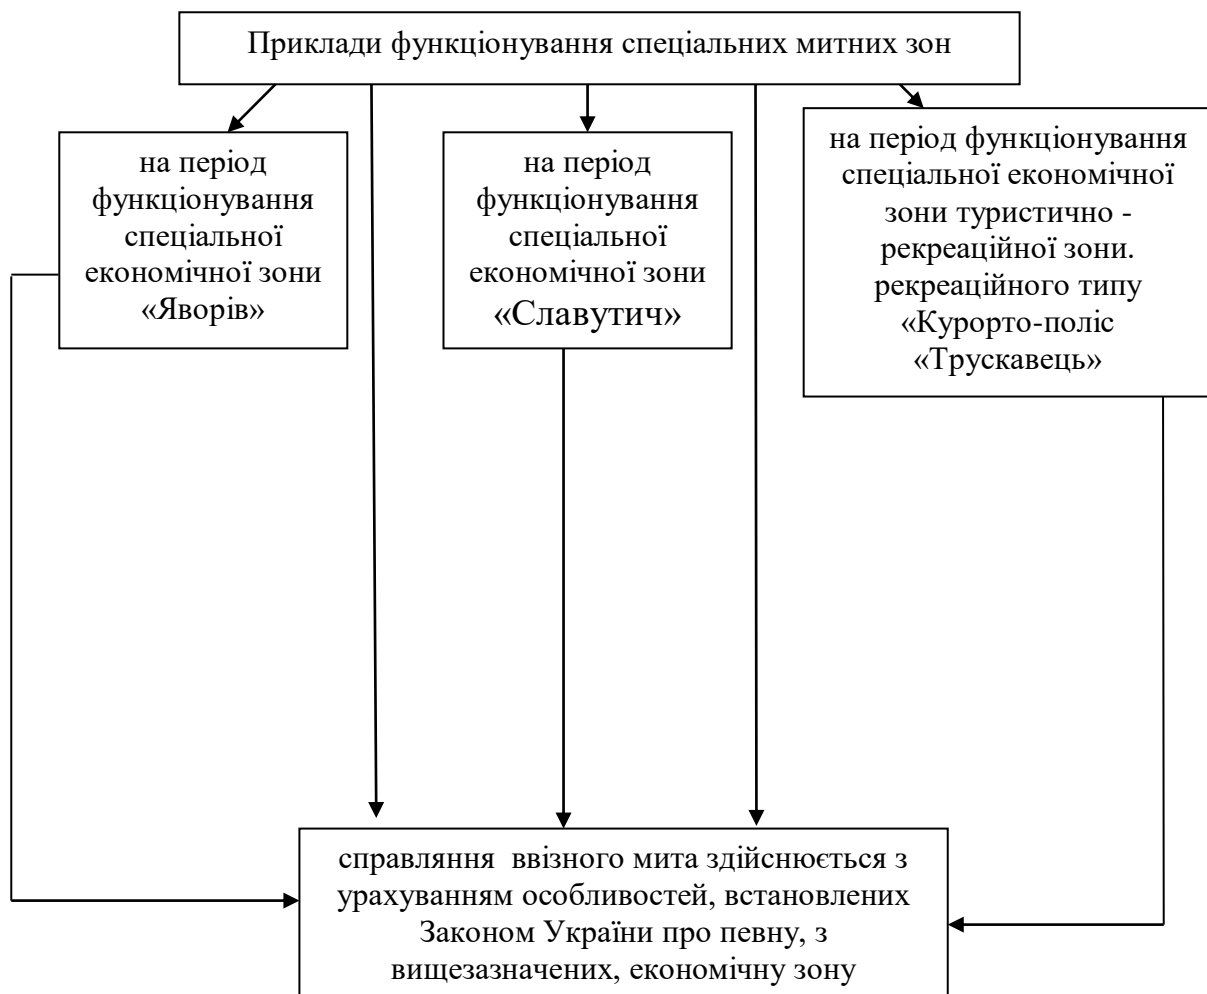 Приклади функціонування спеціальних митних зон
на період
функціонування
спеціальної
економічної зони
«Яворів»
на період
функціонування
спеціальної
економічної зони
«Славутич»
на період функціонування
спеціальної економічної
зони туристично -
рекреаційної зони.
рекреаційного типу
«Курорто-поліс
«Трускавець»
справляння  ввізного мита здійснюється з
урахуванням особливостей, встановлених
Законом України про певну, з
вищезазначених, економічну зону